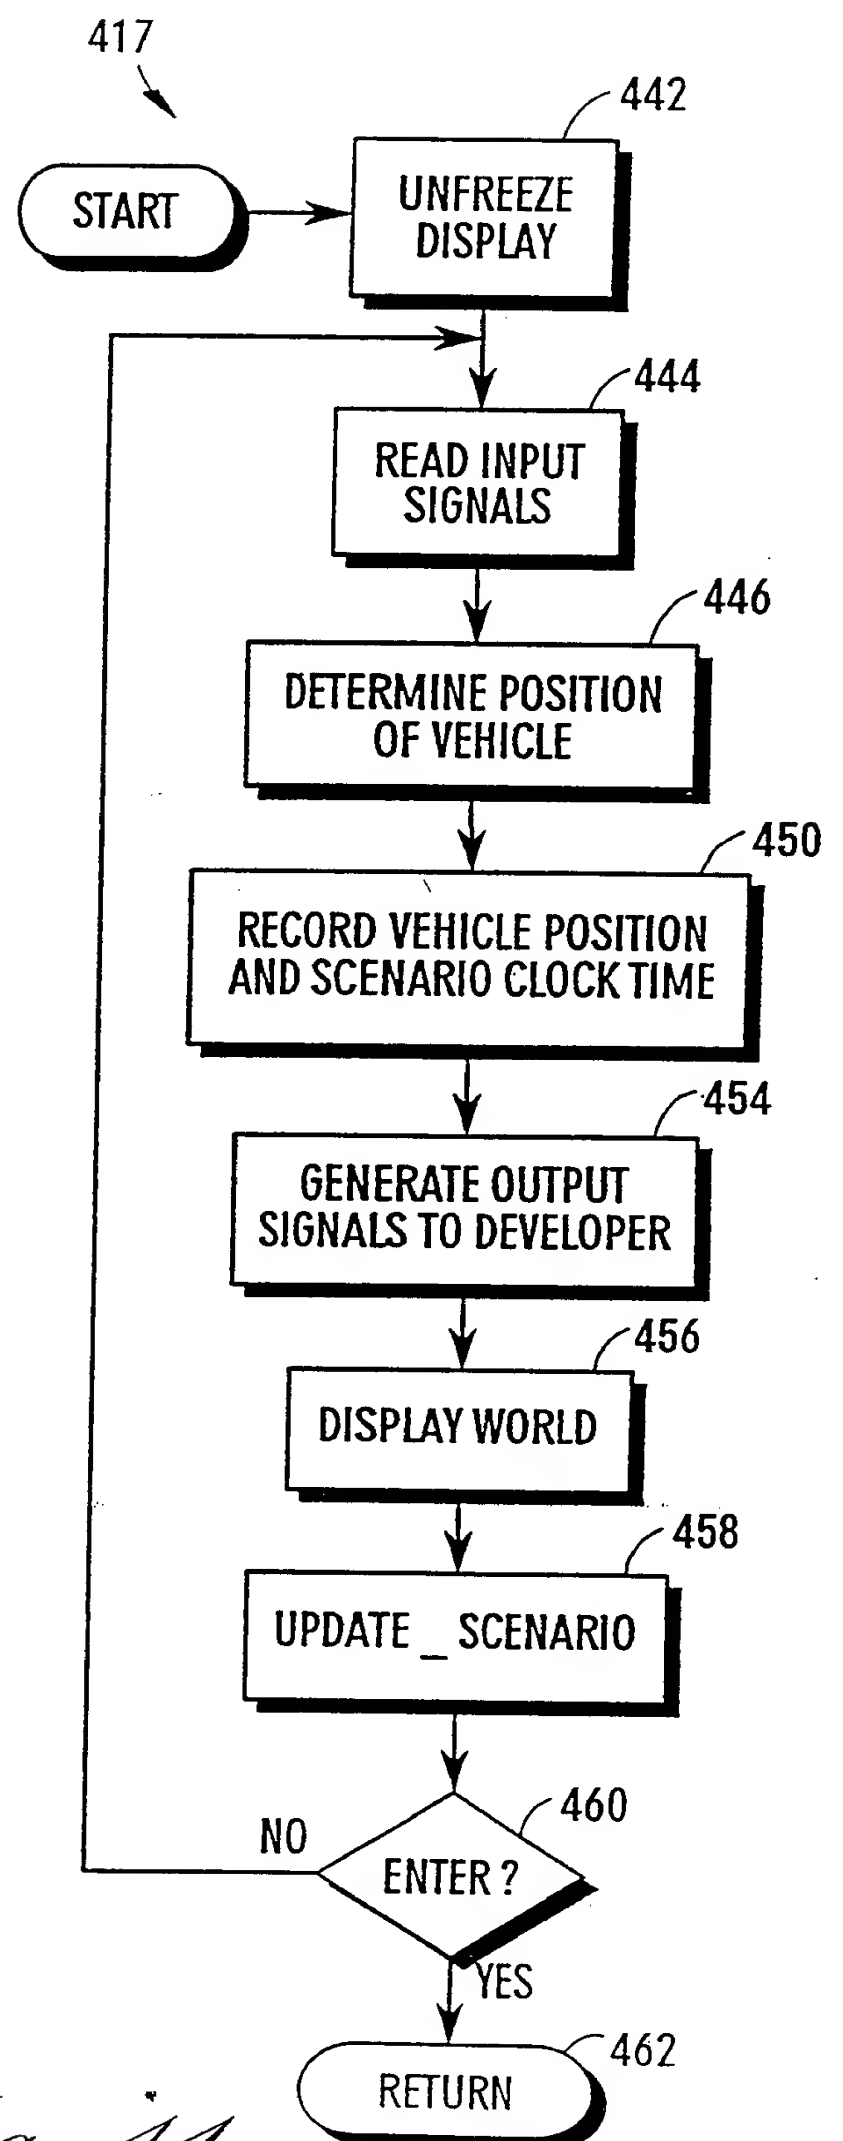 417
442
START
UNFREEZE
DISPLAY
444
READ INPUT
SIGNALS
446
DETERMINE POSITION
OF VEHICLE
450
RECORD VEHICLE POSITION
AND SCENARIO CLOCK TIME
454
GENERATE OUTPUT
SIGNALS TO DEVELOPER
456
DISPLAY WORLD
458
UPDATE _ SCENARIO
460
NO
ENTER ?
YES
462
RETURN